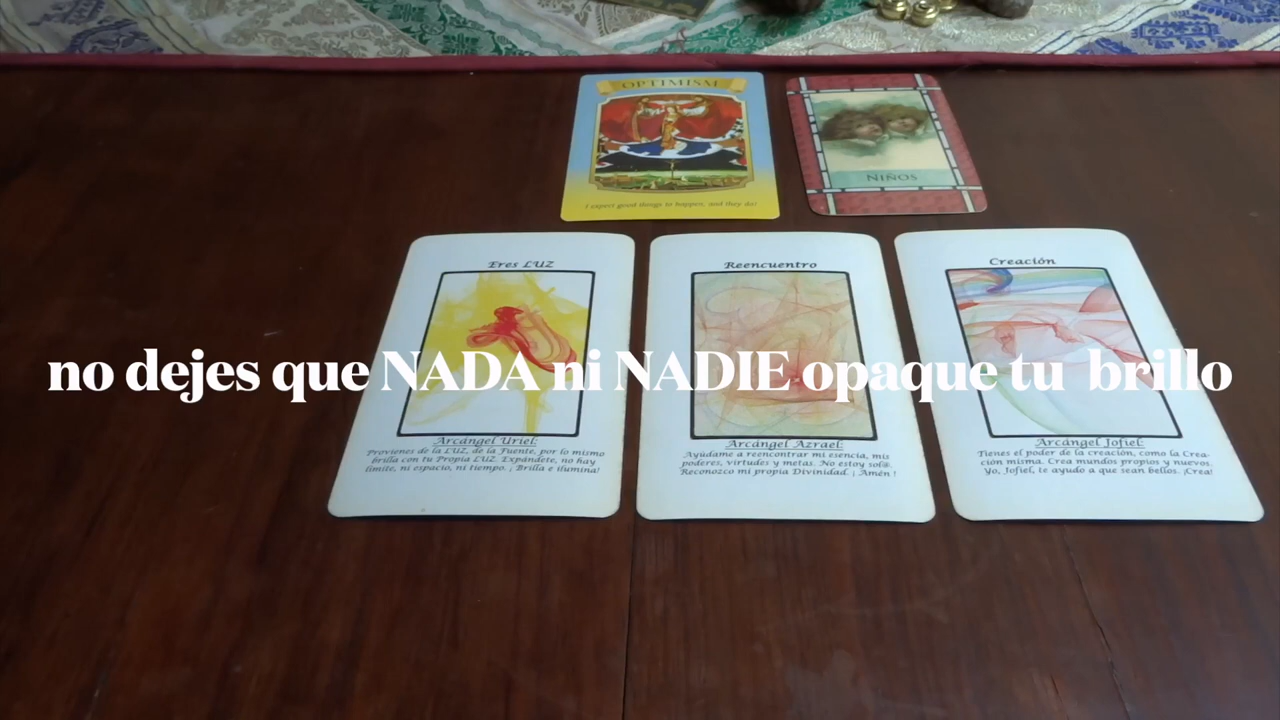 OPTIMISM
I expect good things to happen, and they do!
NIÑOS
Eres LUZ
Arcángel Uriel:
Provienes de la LUZ, de la Fuente, por lo mismo
brilla con tu Propia LUZ. Expándete, no hay
límite, ni espacio, ni tiempo. ¡ Brilla e ilumina!
Reencuentro
Arcángel Azrael:
Ayúdame a reencontrar mi esencia, mis
poderes, virtudes y metas. No estoy sol@.
Reconozco mi propia Divinidad. ¡ Amén !
Creación
Arcángel Jofiel:
Tienes el poder de la creación, como la Crea-
ción misma. Crea mundos propios y nuevos.
Yo, Jofiel, te ayudo a que sean bellos. ¡Crea!
no dejes que NADA ni NADIE opaque tu brillo